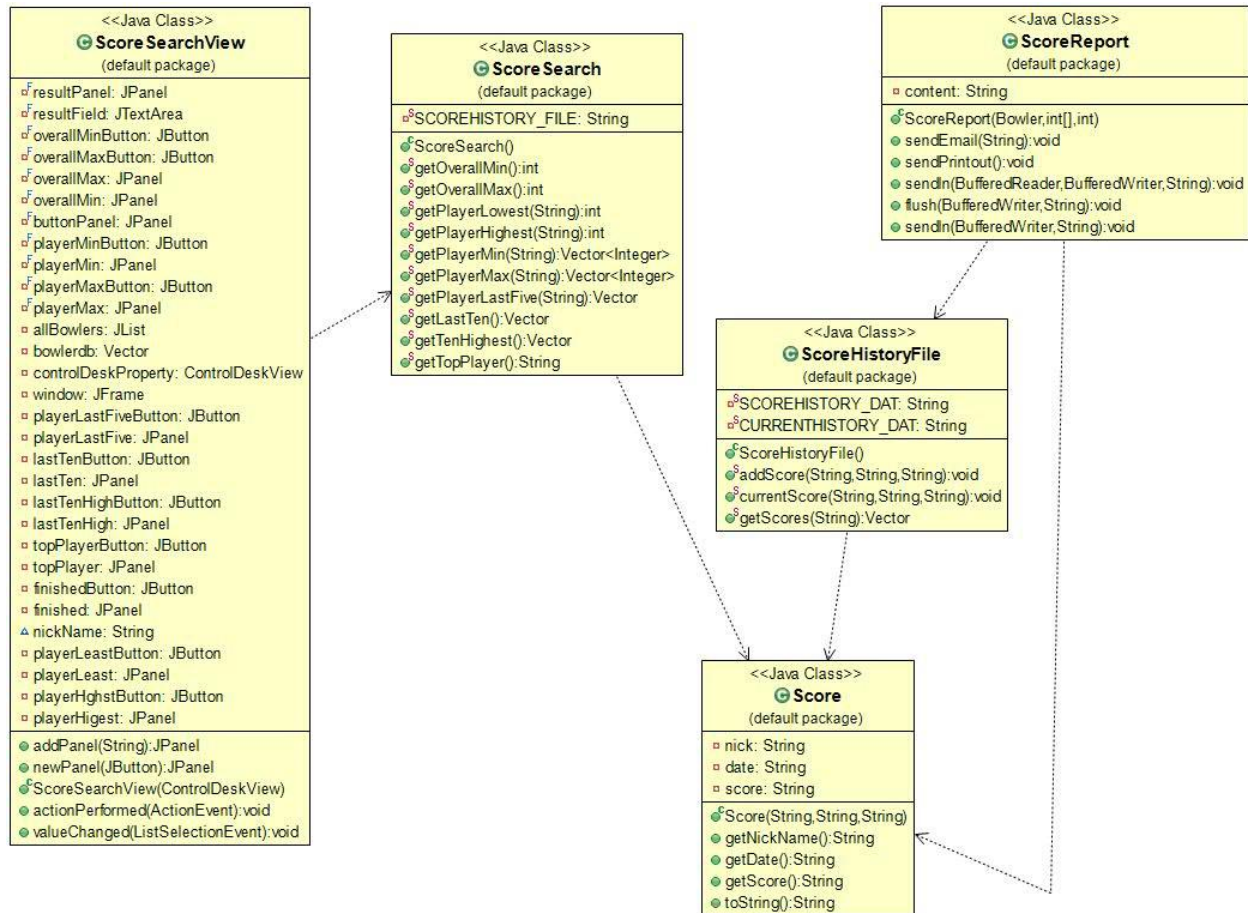 <<Java Class>>
ScoreSearchView
(default package)
resultPanel: JPanel
resultField: JTextArea
overallMinButton: JButton
overallMaxButton: JButton
overallMax: JPanel
overallMin: JPanel
buttonPanel: JPanel
playerMinButton: JButton
playerMin: JPanel
playerMaxButton: JButton
playerMax: JPanel
allBowlers: JList
bowlerdb: Vector
controlDeskProperty: ControlDeskView
window: JFrame
playerLastFiveButton: JButton
playerLastFive: JPanel
lastTenButton: JButton
lastTen: JPanel
lastTenHighButton: JButton
lastTenHigh: JPanel
topPlayerButton: JButton
topPlayer: JPanel
finishedButton: JButton
finished: JPanel
nickName: String
playerLeastButton: JButton
playerLeast: JPanel
playerHghstButton: JButton
playerHigest: JPanel
addPanel(String):JPanel
newPanel(JButton):JPanel
ScoreSearchView(ControlDeskView)
actionPerformed(ActionEvent):void
valueChanged(ListSelectionEvent):void
<<Java Class>>
ScoreSearch
(default package)
SCOREHISTORY_FILE: String
ScoreSearch()
getOverallMin():int
getOverallMax():int
getPlayerLowest(String):int
getPlayerHighest(String):int
getPlayerMin(String):Vector<Integer>
getPlayerMax(String):Vector<Integer>
getPlayerLastFive(String):Vector
getLastTen():Vector
getTenHighest():Vector
getTopPlayer():String
<<Java Class>>
ScoreReport
(default package)
content: String
ScoreReport(Bowler,int[],int)
sendEmail(String):void
sendPrintout():void
sendln(BufferedReader,BufferedWriter,String):void
flush(BufferedWriter,String):void
sendln(BufferedWriter,String):void
<<Java Class>>
ScoreHistoryFile
(default package)
SCOREHISTORY_DAT: String
CURRENTHISTORY_DAT: String
ScoreHistoryFile()
addScore(String,String,String):void
currentScore(String,String,String):void
getScores(String):Vector
<<Java Class>>
Score
(default package)
nick: String
date: String
score: String
Score(String,String,String)
getNickName():String
getDate():String
getScore():String
toString():String